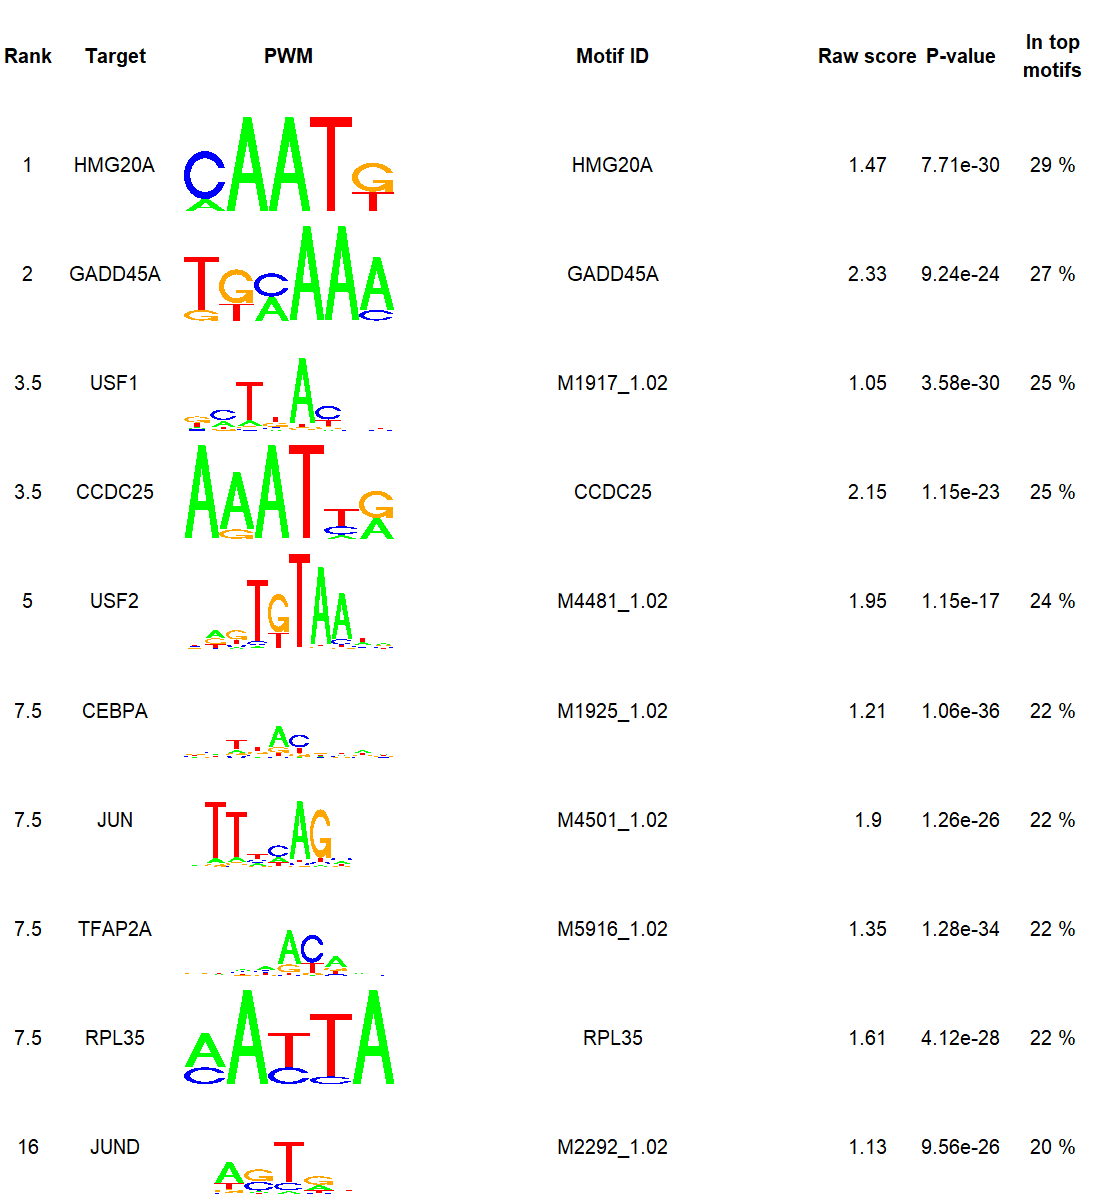 Rank Target PWM Motif ID Raw score P-value In top motifs
1 HMG20A HMG20A 1.47 7.71e-30 29 %
2 GADD45A GADD45A 2.33 9.24e-24 27 %
3.5 USF1 M1917_1.02 1.05 3.58e-30 25 %
3.5 CCDC25 CCDC25 2.15 1.15e-23 25 %
5 USF2 M4481_1.02 1.95 1.15e-17 24 %
7.5 CEBPA M1925_1.02 1.21 1.06e-36 22 %
7.5 JUN M4501_1.02 1.9 1.26e-26 22 %
7.5 TFAP2A M5916_1.02 1.35 1.28e-34 22 %
7.5 RPL35 RPL35 1.61 4.12e-28 22 %
16 JUND M2292_1.02 1.13 9.56e-26 20 %